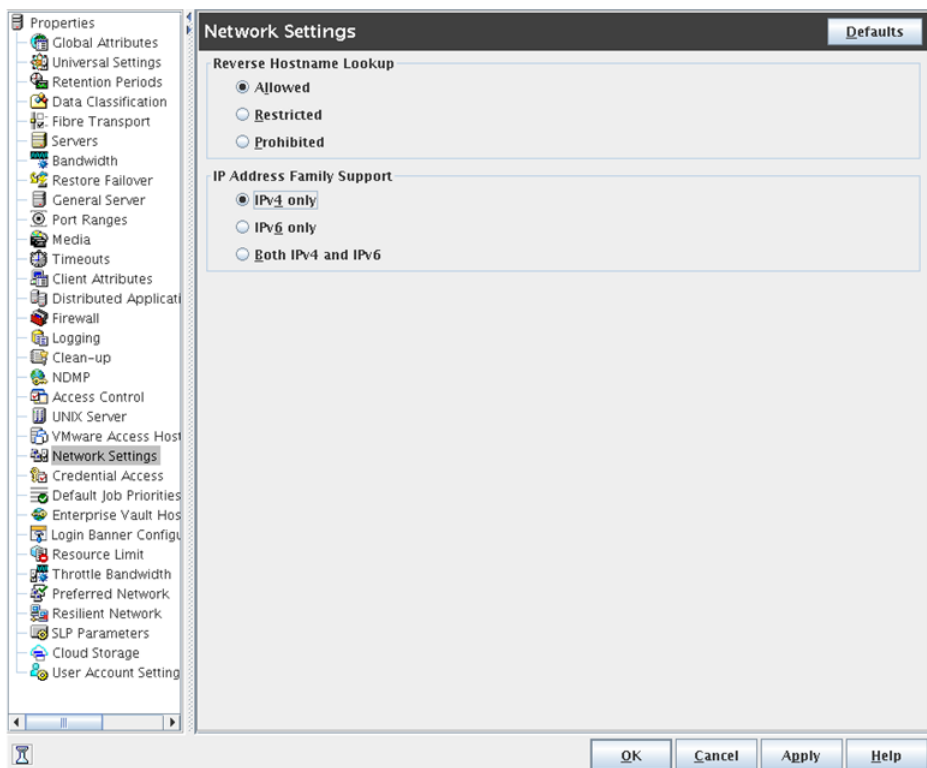 Properties
Global Attributes
Universal Settings
Retention Periods
Data Classification
Fibre Transport
Servers
Bandwidth
Restore Failover
General Server
Port Ranges
Media
Timeouts
Client Attributes
Distributed Applicati
Firewall
Logging
Clean-up
NDMP
Access Control
UNIX Server
VMware Access Host
Network Settings
Credential Access
Default Job Priorities
Enterprise Vault Hos
Login Banner Configu
Resource Limit
Throttle Bandwidth
Preferred Network
Resilient Network
SLP Parameters
Cloud Storage
User Account Setting
Network Settings
Defaults
Reverse Hostname Lookup
Allowed
Restricted
Prohibited
IP Address Family Support
IPv4 only
IPv6 only
Both IPv4 and IPv6
OK
Cancel
Apply
Help